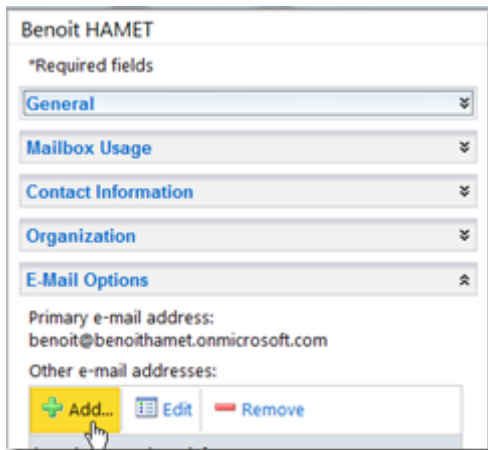 Benoit HAMET
*Required fields
General
Mailbox Usage
Contact Information
Organization
E-Mail Options
Primary e-mail address:
benoit@benoithamet.onmicrosoft.com
Other e-mail addresses:
Add... Edit Remove